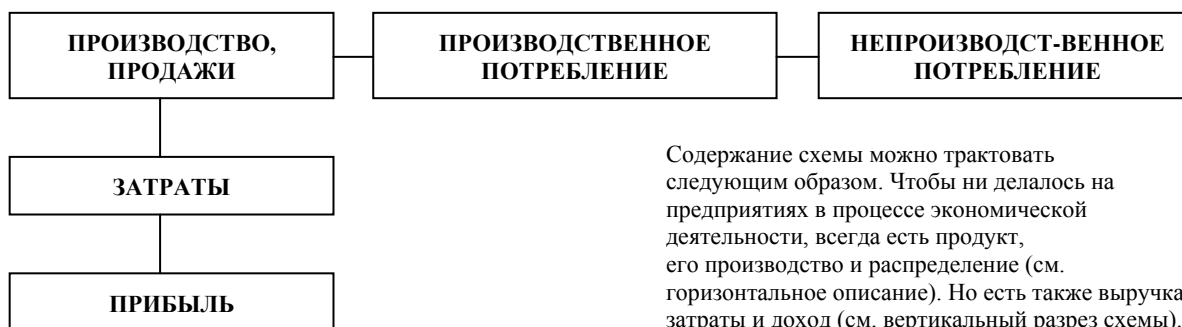 ПРОИЗВОДСТВО,
ПРОДАЖИ
ПРОИЗВОДСТВЕННОЕ
ПОТРЕБЛЕНИЕ
НЕПРОИЗВОДСТ-ВЕННОЕ
ПОТРЕБЛЕНИЕ
ЗАТРАТЫ
ПРИБЫЛЬ
Содержание схемы можно трактовать
следующим образом. Чтобы ни делалось на
предприятиях в процессе экономической
деятельности, всегда есть продукт,
его производство и распределение (см.
горизонтальное описание). Но есть также выручка
затраты и доход (см. вертикальный разрез схемы).